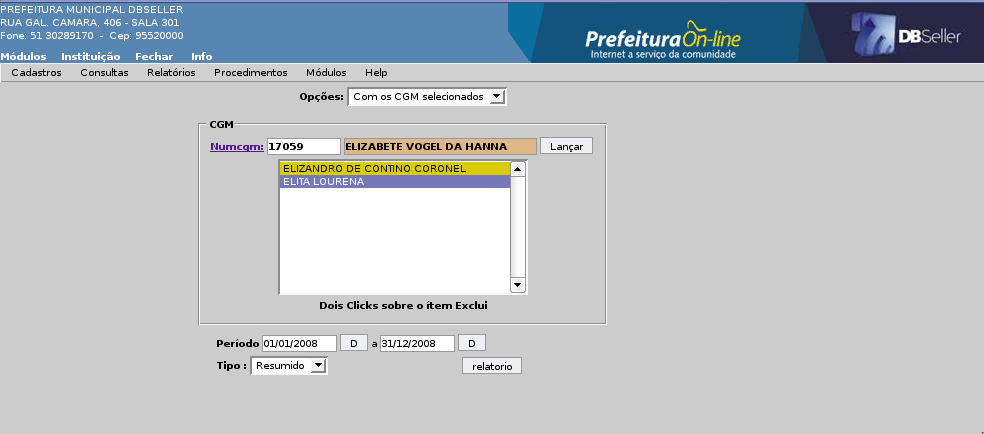 PREFEITURA MUNICIPAL DBSELLER
RUA GAL. CAMARA, 406 - SALA 301
Fone: 51 30289170 - Cep: 95520000
PrefeituraOn-line
Internet a serviço da comunidade
DBSeller
Módulos Instituição Fechar Info
Cadastros Consultas Relatórios Procedimentos Módulos Help
Opções: Com os CGM selecionados
CGM
Numcgm: 17059 ELIZABETE VOGEL DA HANNA Lançar
ELIZANDRO DE CONTINO CORONEL
ELITA LOURENA
Dois Clicks sobre o ítem Exclui
Período 01/01/2008 D a 31/12/2008 D
Tipo : Resumido relatorio